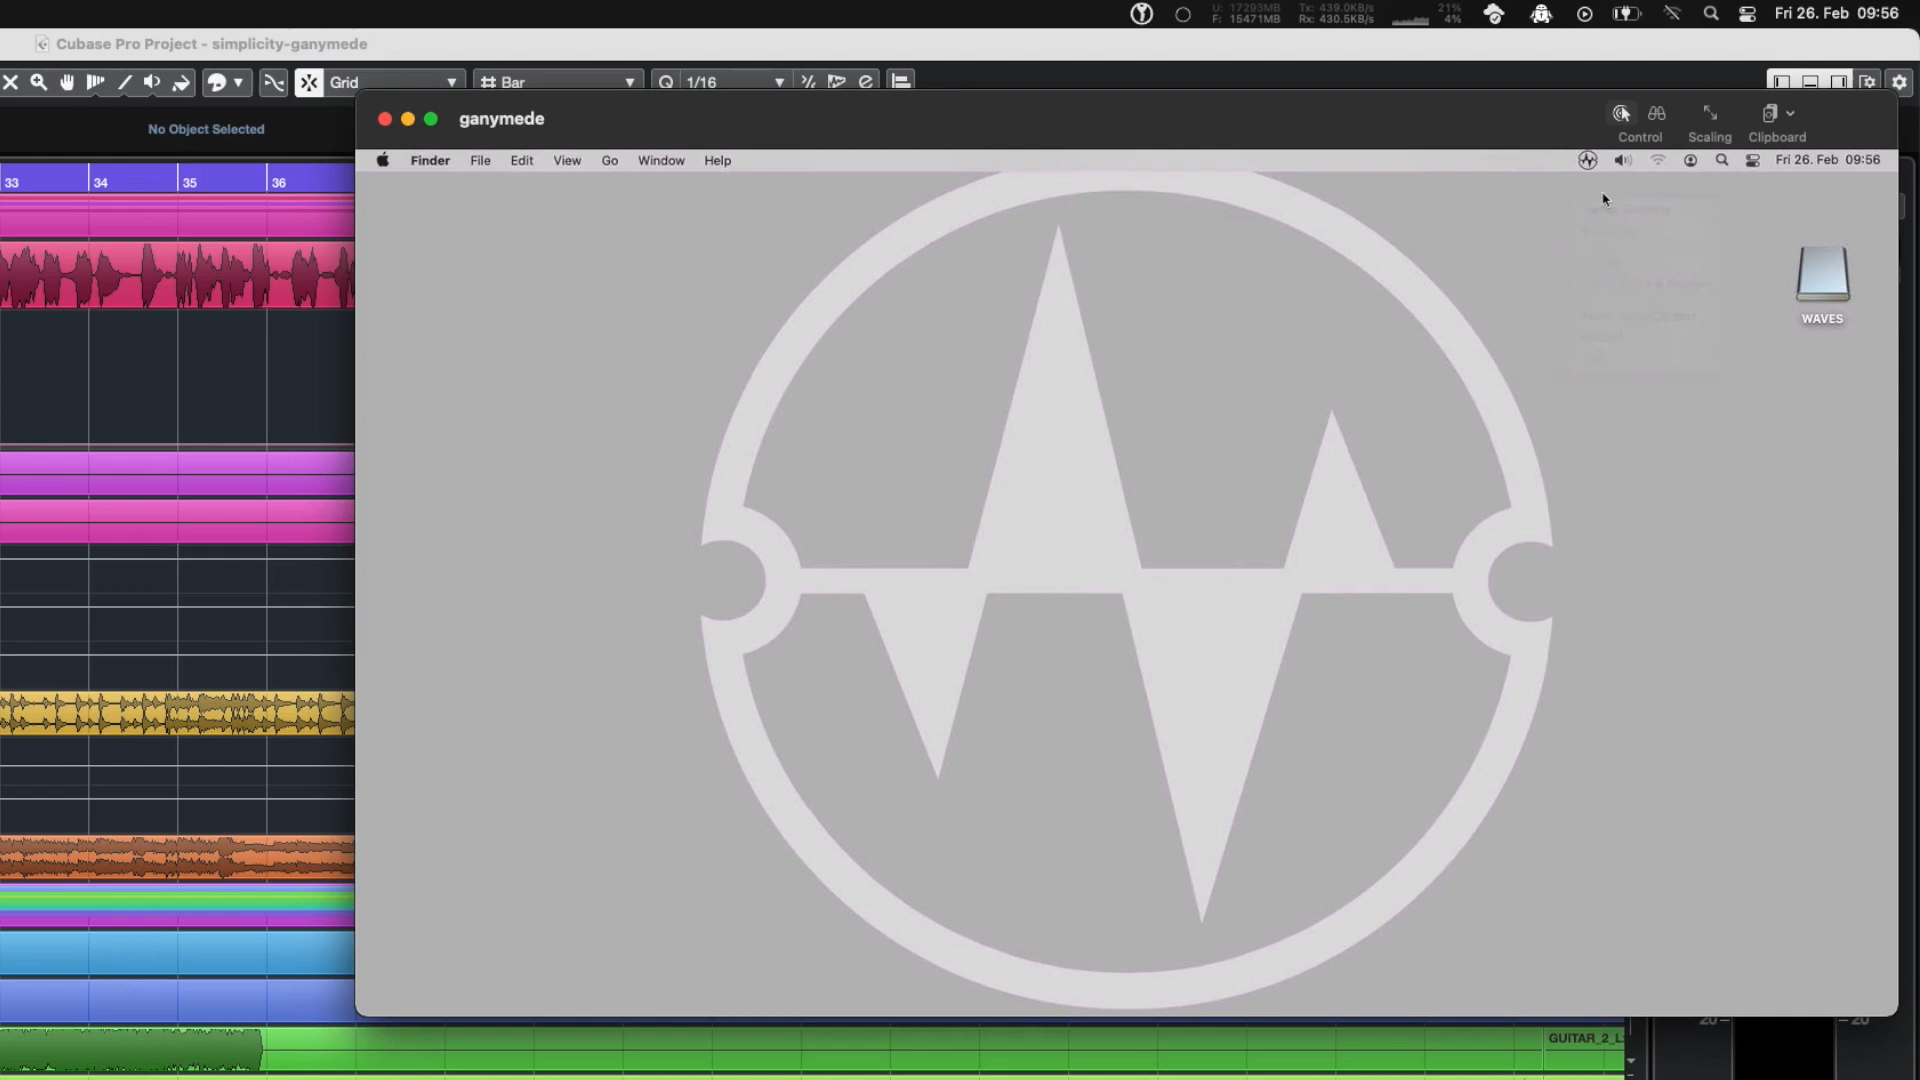 U: 17293MB Tx: 439.0KB/s 21%
F: 15471MB Rx: 430.5KB/s 4%
Fri 26. Feb 09:56
Cubase Pro Project - simplicity-ganymede
Grid
Bar
Q 1/16
No Object Selected
ganymede
Control
Scaling
Clipboard
Finder File Edit View Go Window Help
Fri 26. Feb 09:56
33 34 35 36
WAVES
20 20
GUITAR_2_L